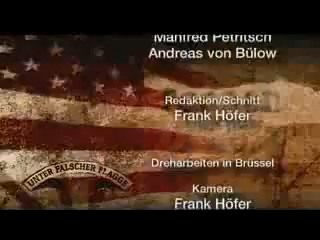 Manfred Petritsch
Andreas von Bülow
Redaktion/Schnitt
Frank Höfer
Dreharbeiten in Brüssel
Kamera
Frank Höfer
UNTER FALSCHER FLAGGE